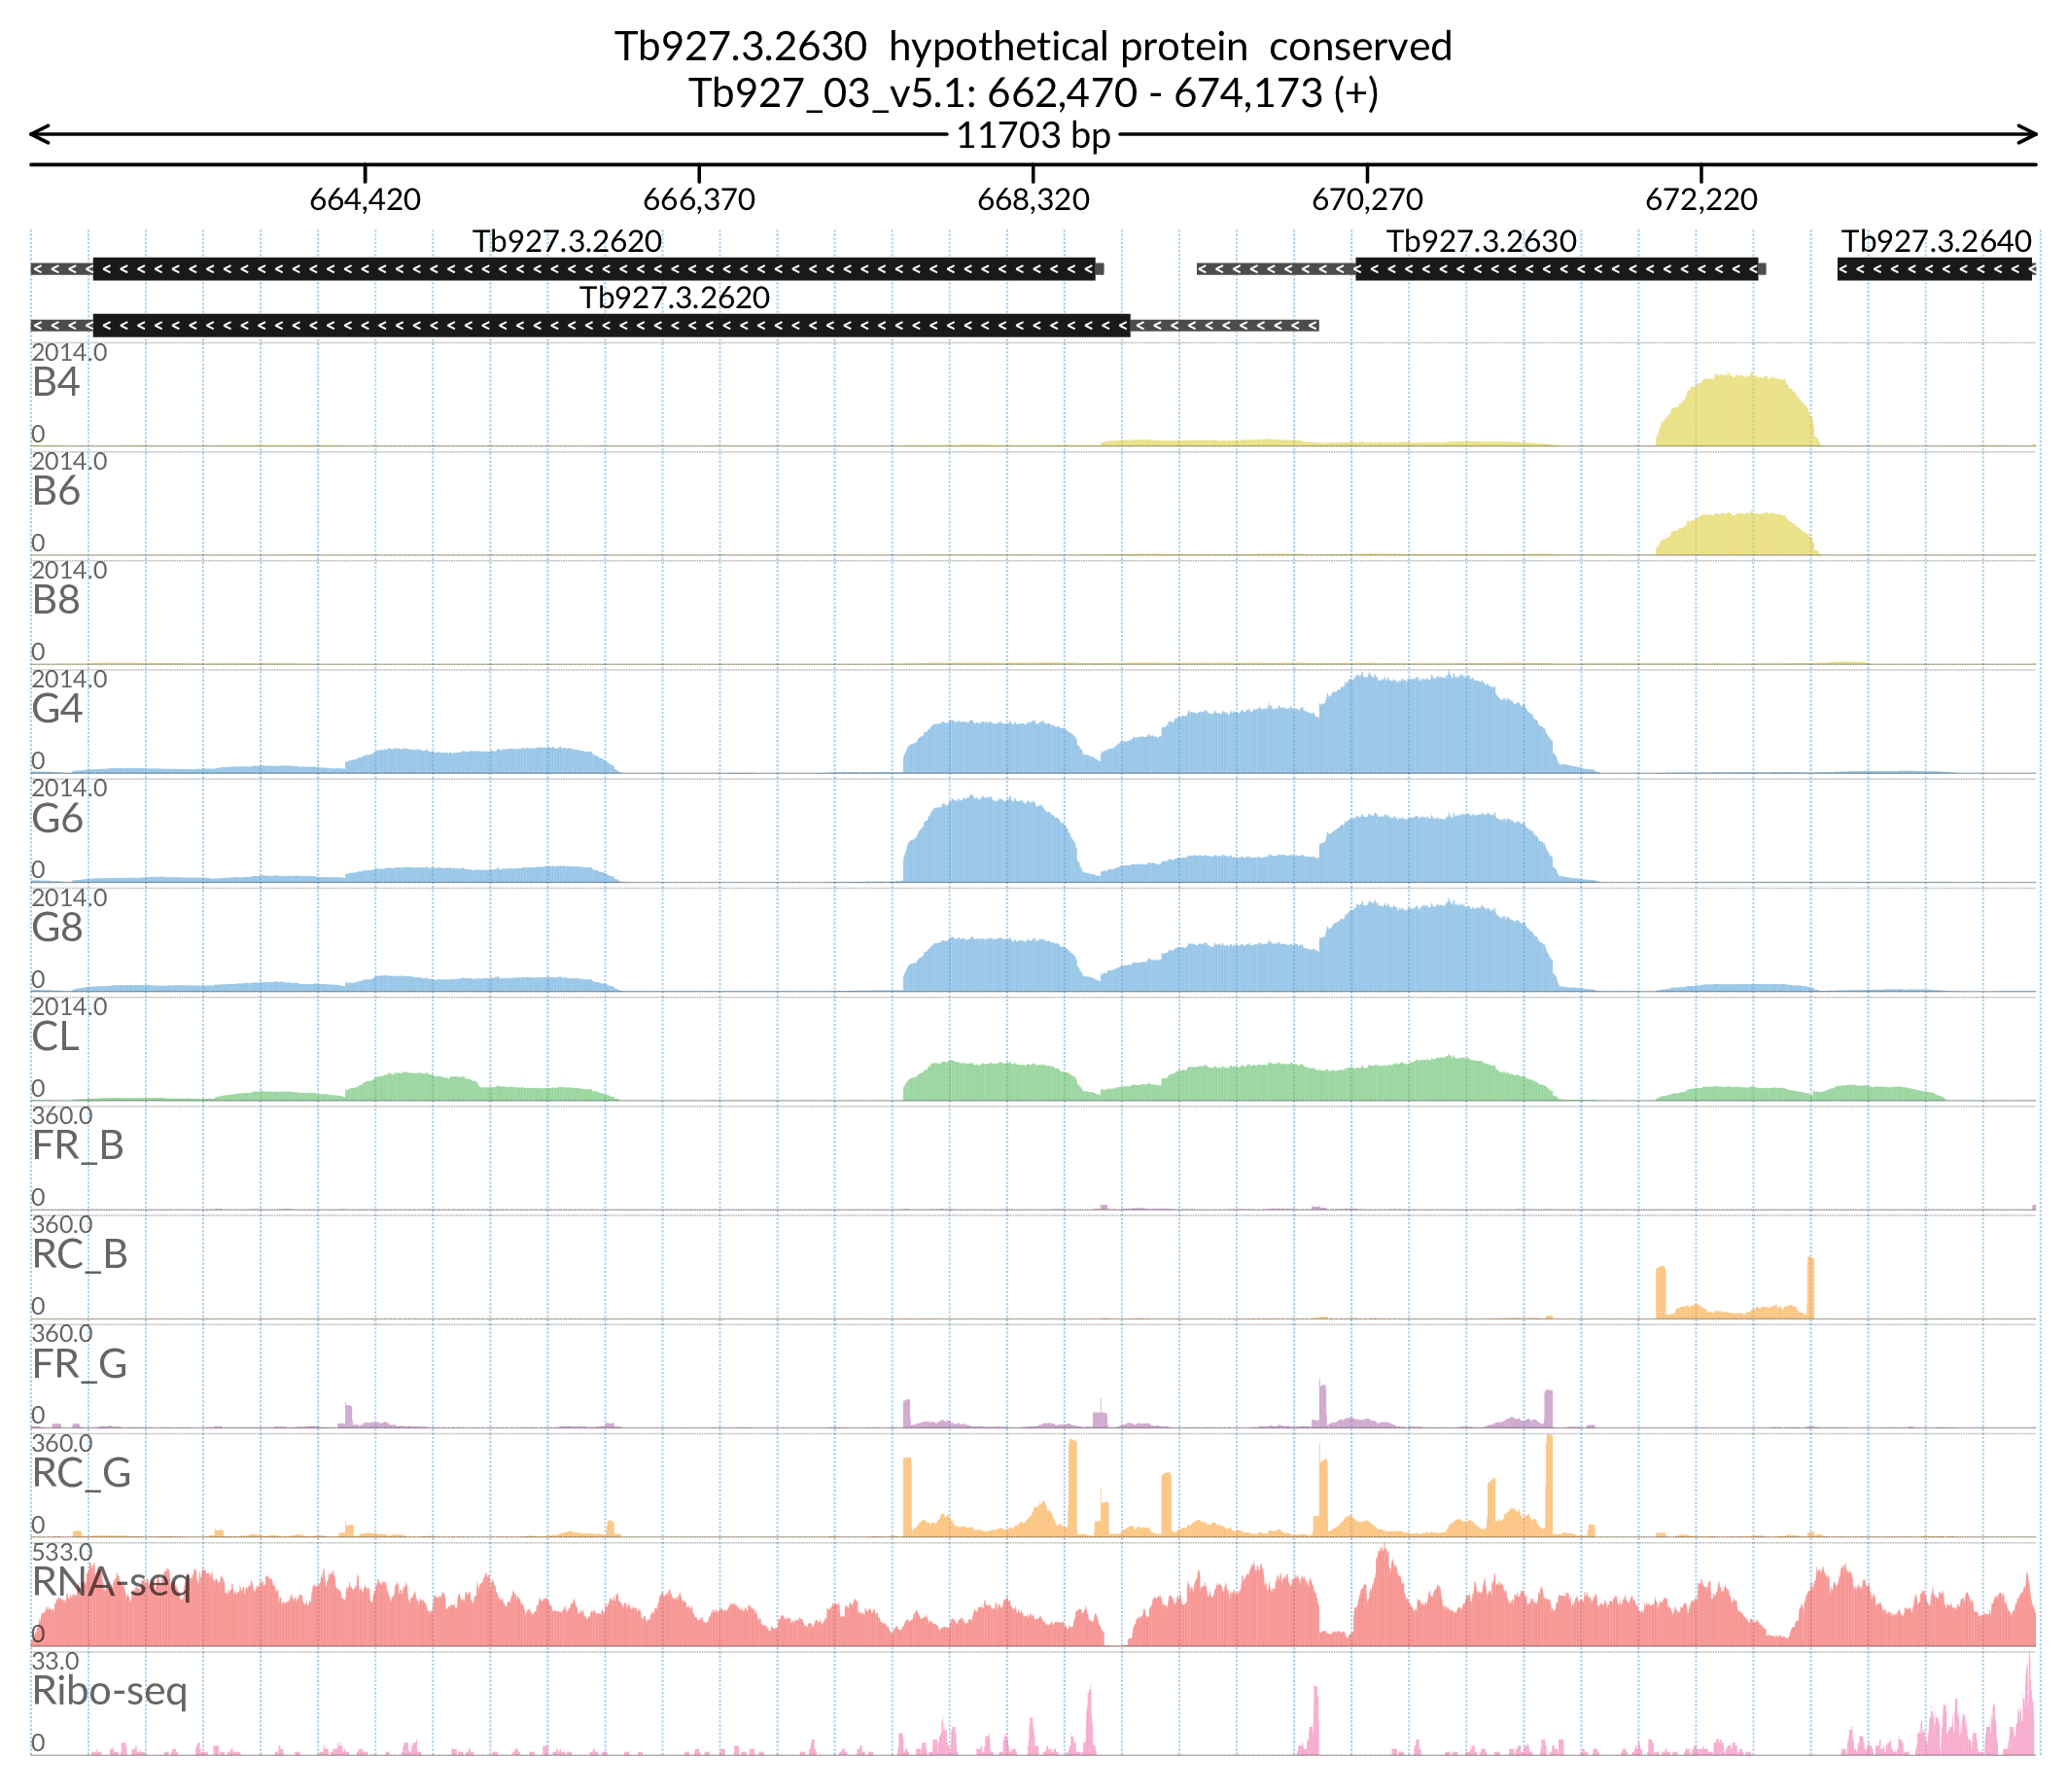 Tb927.3.2630 hypothetical protein conserved
Tb927_03_v5.1: 662,470 - 674,173 (+)
11703 bp
664,420 666,370 668,320 670,270 672,220
Tb927.3.2620 Tb927.3.2630 Tb927.3.2640
Tb927.3.2620
2014.0
B4
0
2014.0
B6
0
2014.0
B8
0
2014.0
G4
0
2014.0
G6
0
2014.0
G8
0
2014.0
CL
0
360.0
FR_B
0
360.0
RC_B
0
360.0
FR_G
0
360.0
RC_G
0
533.0
RNA-seq
0
33.0
Ribo-seq
0